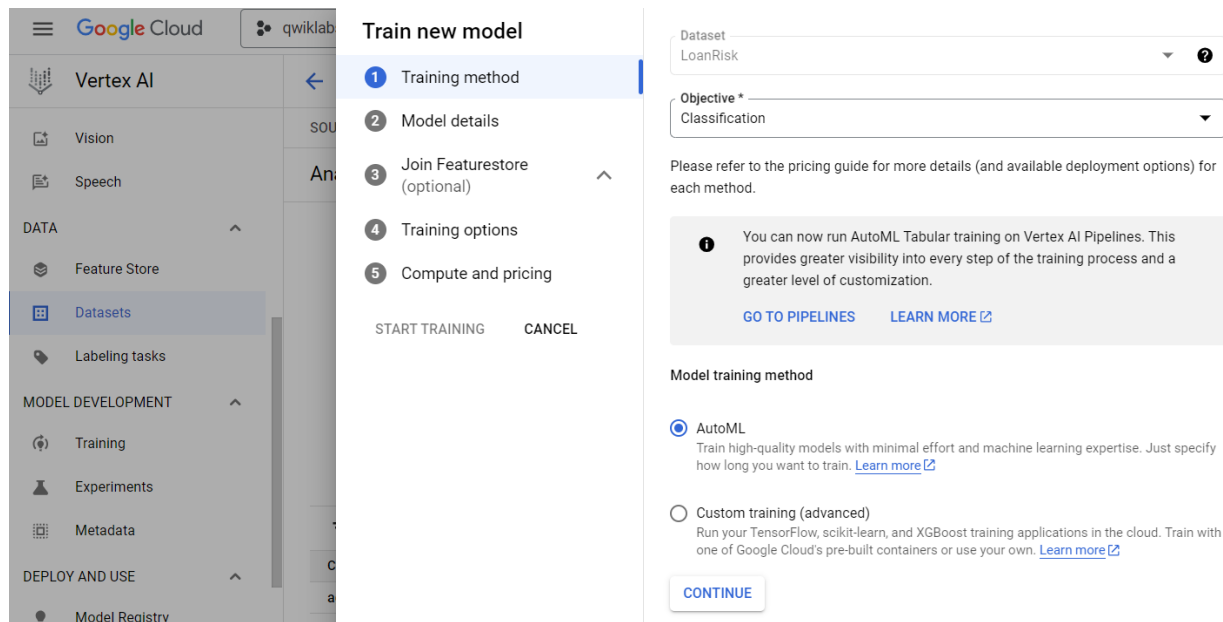 Google Cloud
qwiklab
Vertex AI
Vision
Speech
DATA
Feature Store
Datasets
Labeling tasks
MODEL DEVELOPMENT
Training
Experiments
Metadata
DEPLOY AND USE
Model Registry
SOU
Ana
Train new model
1 Training method
2 Model details
3 Join Featurestore
(optional)
4 Training options
5 Compute and pricing
START TRAINING CANCEL
Dataset
LoanRisk
Objective *
Classification
Please refer to the pricing guide for more details (and available deployment options) for
each method.
You can now run AutoML Tabular training on Vertex AI Pipelines. This
provides greater visibility into every step of the training process and a
greater level of customization.
GO TO PIPELINES LEARN MORE
Model training method
AutoML
Train high-quality models with minimal effort and machine learning expertise. Just specify
how long you want to train. Learn more
Custom training (advanced)
Run your TensorFlow, scikit-learn, and XGBoost training applications in the cloud. Train with
one of Google Cloud's pre-built containers or use your own. Learn more
CONTINUE